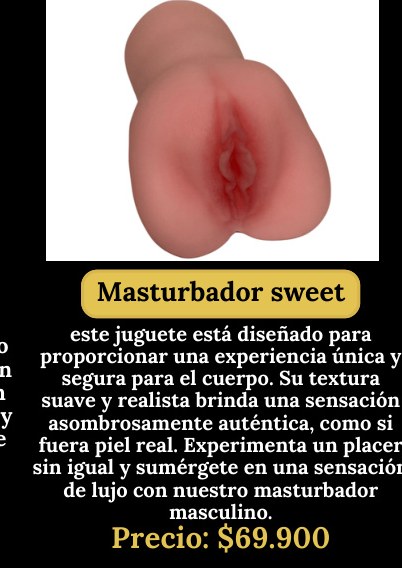 Masturbador sweet
este juguete está diseñado para
proporcionar una experiencia única y
segura para el cuerpo. Su textura
suave y realista brinda una sensación
asombrosamente auténtica, como si
fuera piel real. Experimenta un placer
sin igual y sumérgete en una sensación
de lujo con nuestro masturbador
masculino.
Precio: $69.900